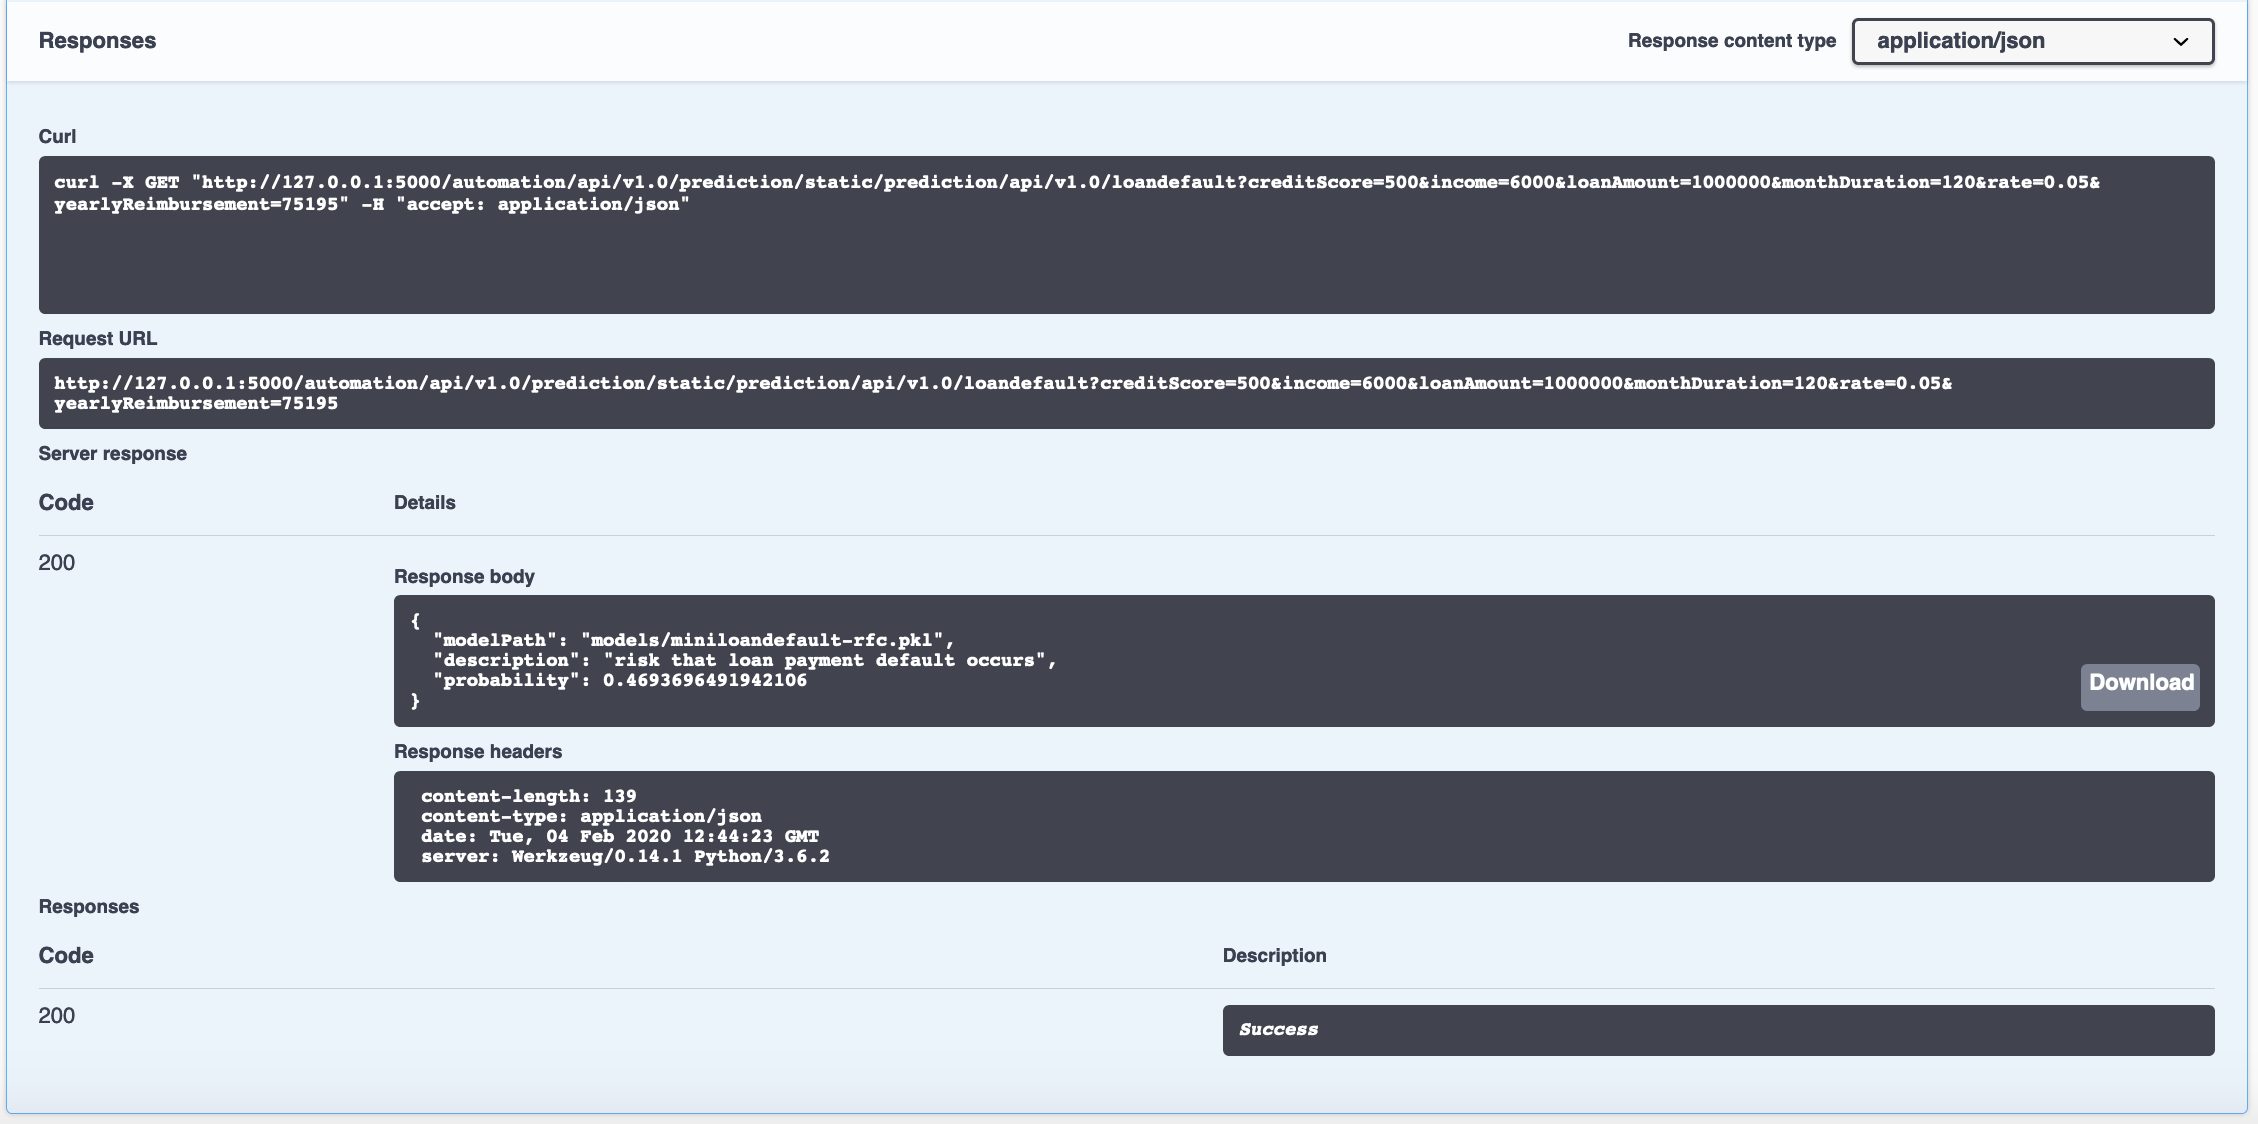 Responses
Response content type
application/json
Curl
curl -X GET "http://127.0.0.1:5000/automation/api/v1.0/prediction/static/prediction/api/v1.0/loandefault?creditScore=500&income=6000&loanAmount=1000000&monthDuration=120&rate=0.05&
yearlyReimbursement=75195" -H "accept: application/json"
Request URL
http://127.0.0.1:5000/automation/api/v1.0/prediction/static/prediction/api/v1.0/loandefault?creditScore=500&income=6000&loanAmount=1000000&monthDuration=120&rate=0.05&
yearlyReimbursement=75195
Server response
Code
Details
200
Response body
{
"modelPath": "models/miniloandefault-rfc.pkl",
"description": "risk that loan payment default occurs",
"probability": 0.4693696491942106
}
Download
Response headers
content-length: 139
content-type: application/json
date: Tue, 04 Feb 2020 12:44:23 GMT
server: Werkzeug/0.14.1 Python/3.6.2
Responses
Code
Description
200
Success